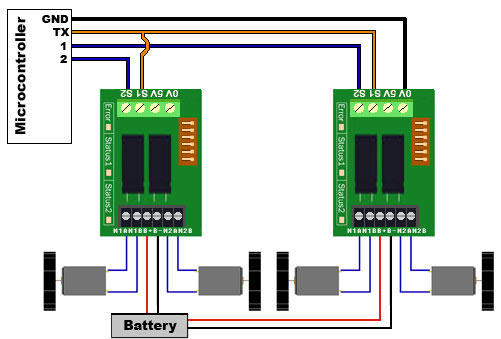 Microcontroller
GND
TX
1
2
S2 S1 5V 0V
Error
Status1
Status2
M1A M1B B+ B- M2A M2B
S2 S1 5V 0V
Error
Status1
Status2
M1A M1B B+ B- M2A M2B
Battery